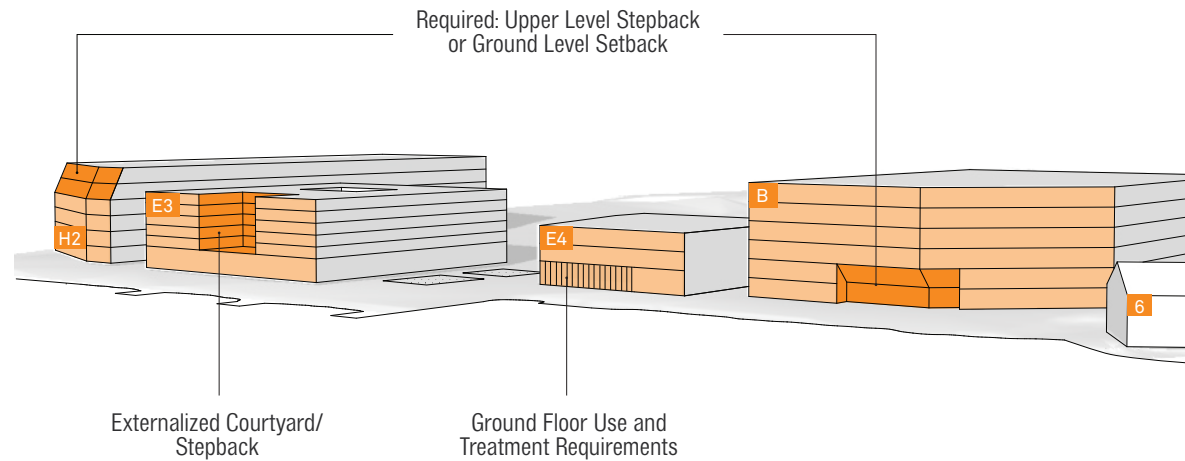 Required: Upper Level Stepback
or Ground Level Setback
B
E3
H2
E4
6
Externalized Courtyard/
Stepback
Ground Floor Use and
Treatment Requirements